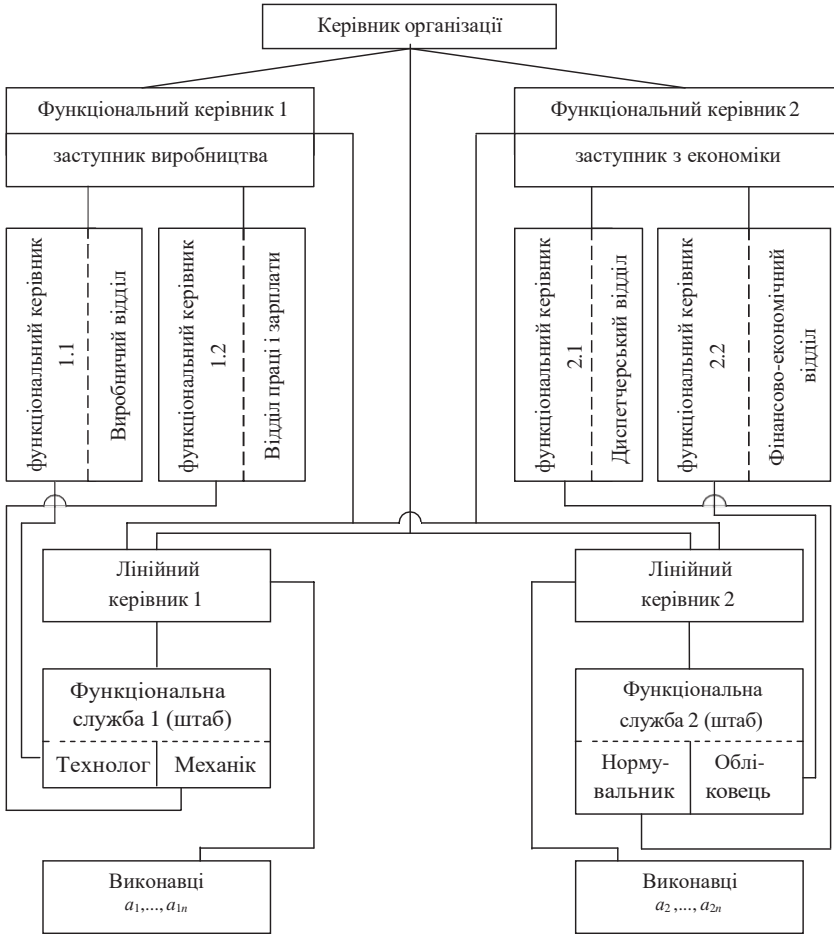 Керівник організації
Функціональний керівник 1
заступник виробництва
Функціональний керівник 2
заступник з економіки
функціональний керівник
1.1
Виробничий відділ
функціональний керівник
1.2
Відділ праці і зарплати
функціональний керівник
2.1
Диспетчерський відділ
функціональний керівник
2.2
Фінансово-економічний
відділ
Лінійний
керівник 1
Лінійний
керівник 2
Функціональна
служба 1 (штаб)
Технолог
Механік
Функціональна
служба 2 (штаб)
Норму-
вальник
Облі-
ковець
Виконавці
a1,..., a1n
Виконавці
a2 ,..., a2n